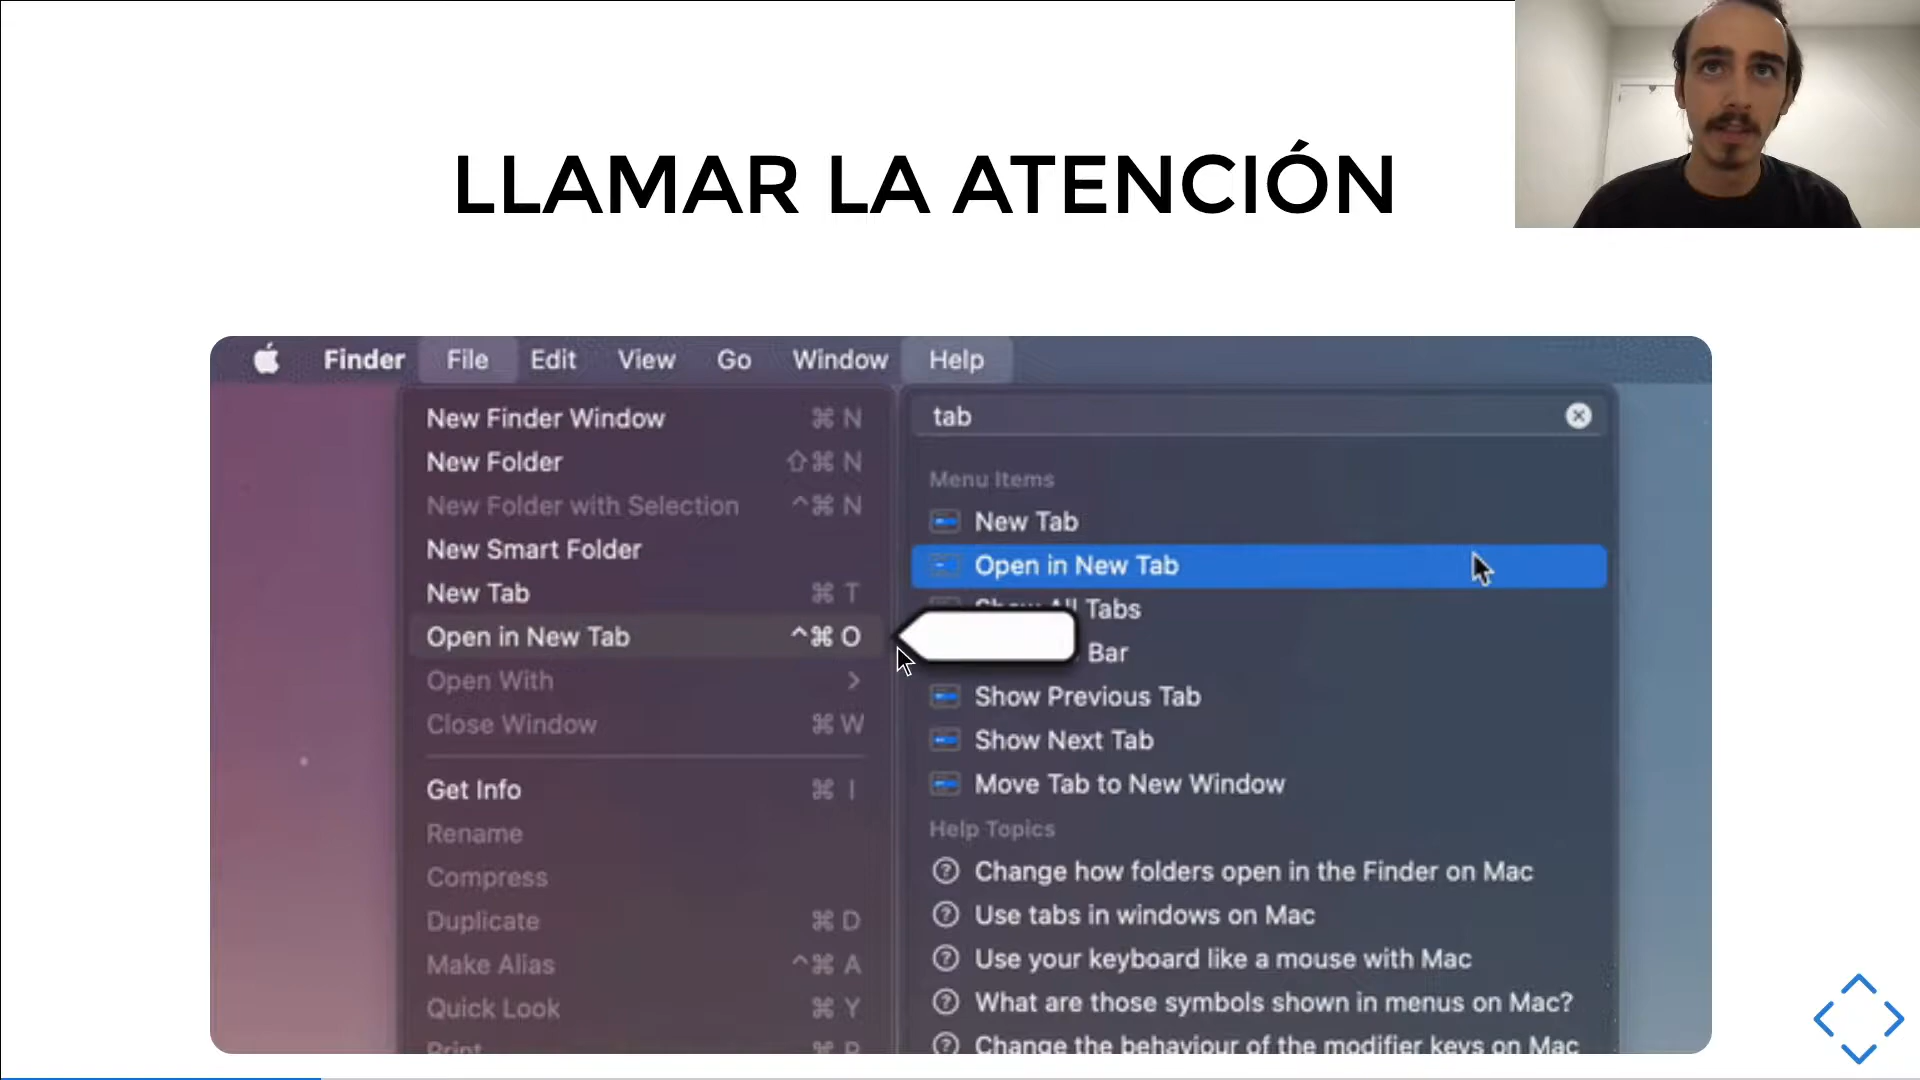 LLAMAR LA ATENCIÓN
Finder File Edit View Go Window Help
New Finder Window ⌘ N
New Folder ⇧⌘ N
New Folder with Selection ^⌘ N
New Smart Folder
New Tab ⌘ T
Open in New Tab ^⌘ O
Open With >
Close Window ⌘ W
Get Info ⌘ I
Rename
Compress
Duplicate ⌘ D
Make Alias ^⌘ A
Quick Look ⌘ Y
Print ⌘ P
tab
Menu Items
New Tab
Open in New Tab
Show All Tabs
Bar
Show Previous Tab
Show Next Tab
Move Tab to New Window
Help Topics
Change how folders open in the Finder on Mac
Use tabs in windows on Mac
Use your keyboard like a mouse with Mac
What are those symbols shown in menus on Mac?
Change the behaviour of the modifier keys on Mac